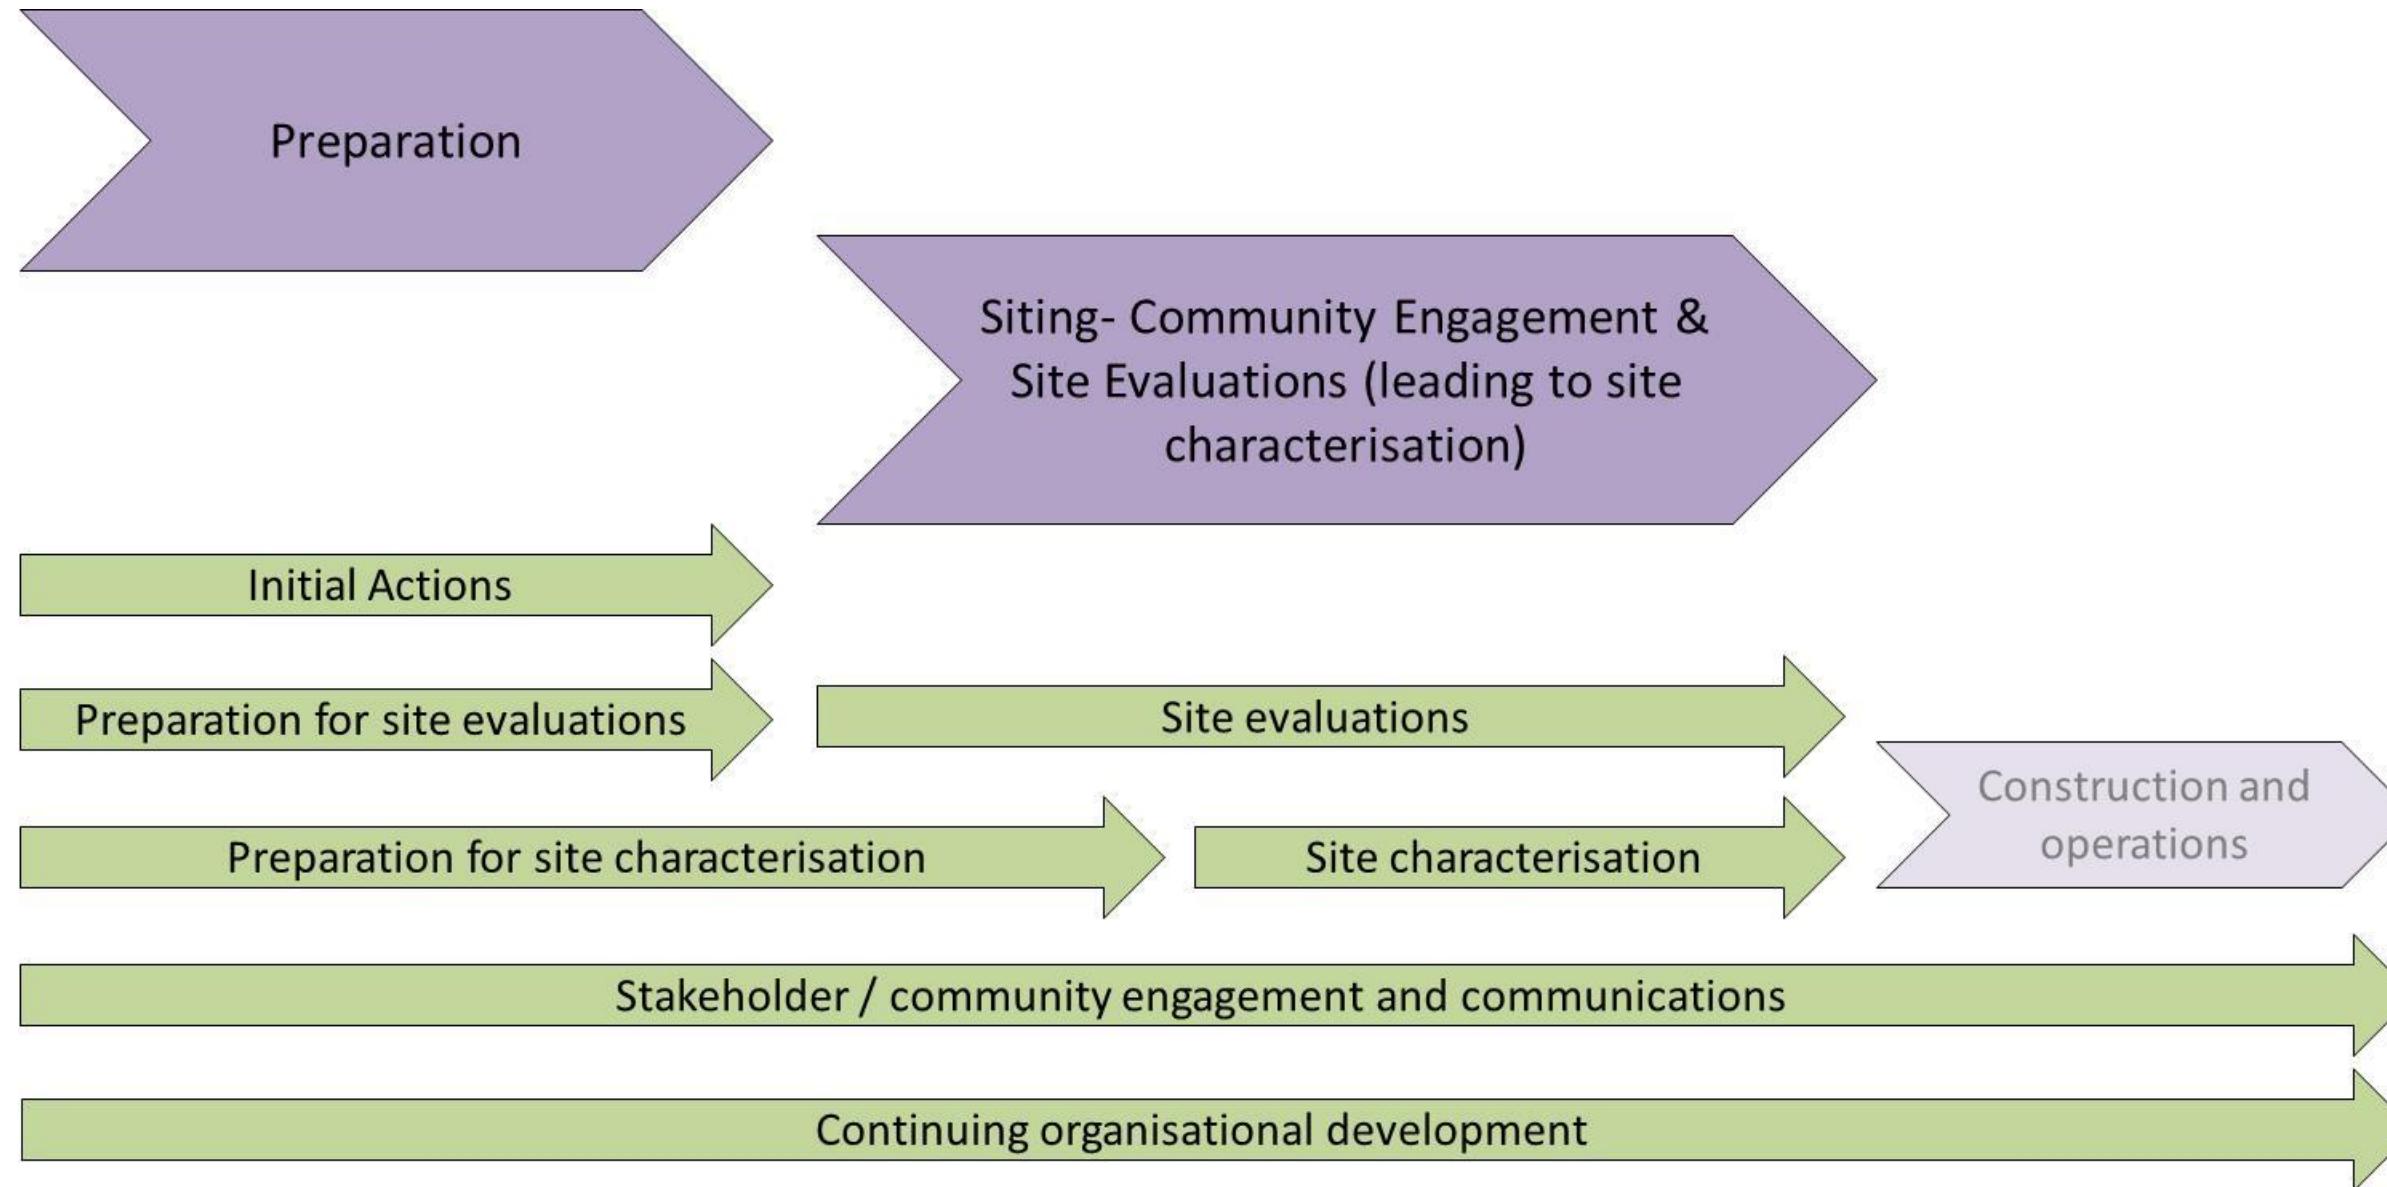 Preparation
Siting- Community Engagement &
Site Evaluations (leading to site
characterisation)
Initial Actions
Preparation for site evaluations
Site evaluations
Construction and
operations
Preparation for site characterisation
Site characterisation
Stakeholder / community engagement and communications
Continuing organisational development